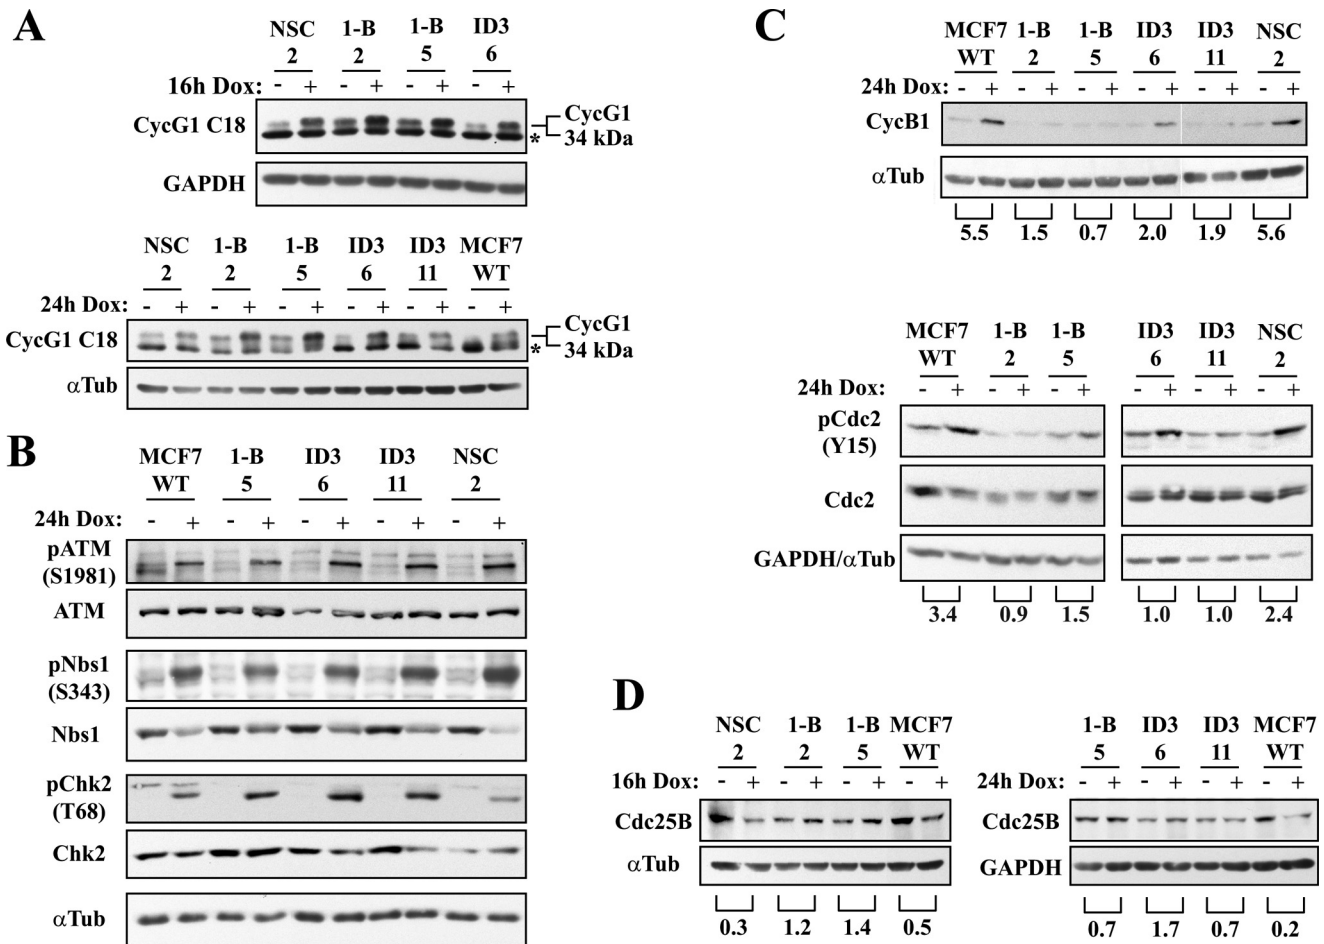 A
NSC 1-B 1-B ID3
2 2 5 6
16h Dox: - + - + - + - +
CycG1 C18 CycG1
* 34 kDa
GAPDH
NSC 1-B 1-B ID3 ID3 MCF7
2 2 5 6 11 WT
24h Dox: - + - + - + - + - + - +
CycG1 C18 CycG1
* 34 kDa
αTub
B
MCF7 1-B ID3 ID3 NSC
WT 5 6 11 2
24h Dox: - + - + - + - + - +
pATM
(S1981)
ATM
pNbs1
(S343)
Nbs1
pChk2
(T68)
Chk2
αTub
C
MCF7 1-B 1-B ID3 ID3 NSC
WT 2 5 6 11 2
24h Dox: - + - + - + - + - + - +
CycB1
αTub
5.5 1.5 0.7 2.0 1.9 5.6
MCF7 1-B 1-B ID3 ID3 NSC
WT 2 5 6 11 2
24h Dox: - + - + - + - + - + - +
pCdc2
(Y15)
Cdc2
GAPDH/αTub
3.4 0.9 1.5 1.0 1.0 2.4
D
NSC 1-B 1-B MCF7
2 2 5 WT
16h Dox: - + - + - + - +
Cdc25B
αTub
0.3 1.2 1.4 0.5
1-B ID3 ID3 MCF7
5 6 11 WT
24h Dox: - + - + - + - +
Cdc25B
GAPDH
0.7 1.7 0.7 0.2